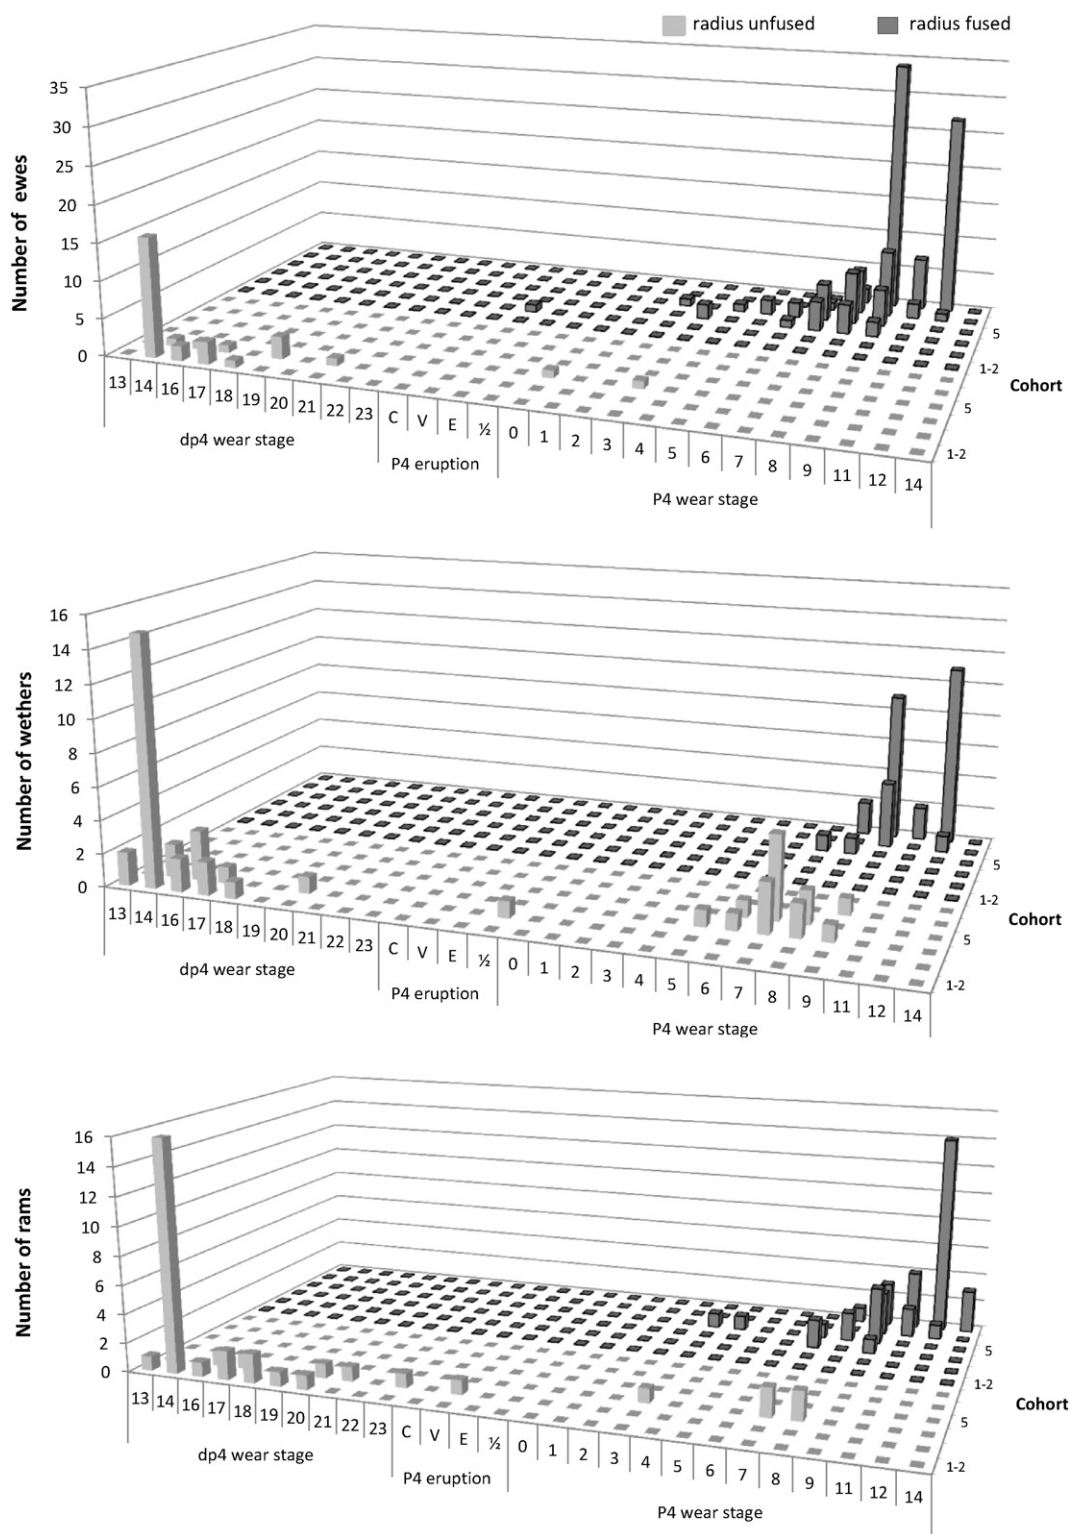 radius unfused radius fused
35
30
25
20
15
10
5
0
Number of ewes
13 14 16 17 18 19 20 21 22 23 C V E ½ 0 1 2 3 4 5 6 7 8 9 11 12 14
dp4 wear stage
P4 eruption
P4 wear stage
5
1-2
5
1-2
Cohort
16
14
12
10
8
6
4
2
0
Number of wethers
13 14 16 17 18 19 20 21 22 23 C V E ½ 0 1 2 3 4 5 6 7 8 9 11 12 14
dp4 wear stage
P4 eruption
P4 wear stage
5
1-2
5
1-2
Cohort
16
14
12
10
8
6
4
2
0
Number of rams
13 14 16 17 18 19 20 21 22 23 C V E ½ 0 1 2 3 4 5 6 7 8 9 11 12 14
dp4 wear stage
P4 eruption
P4 wear stage
5
1-2
5
1-2
Cohort